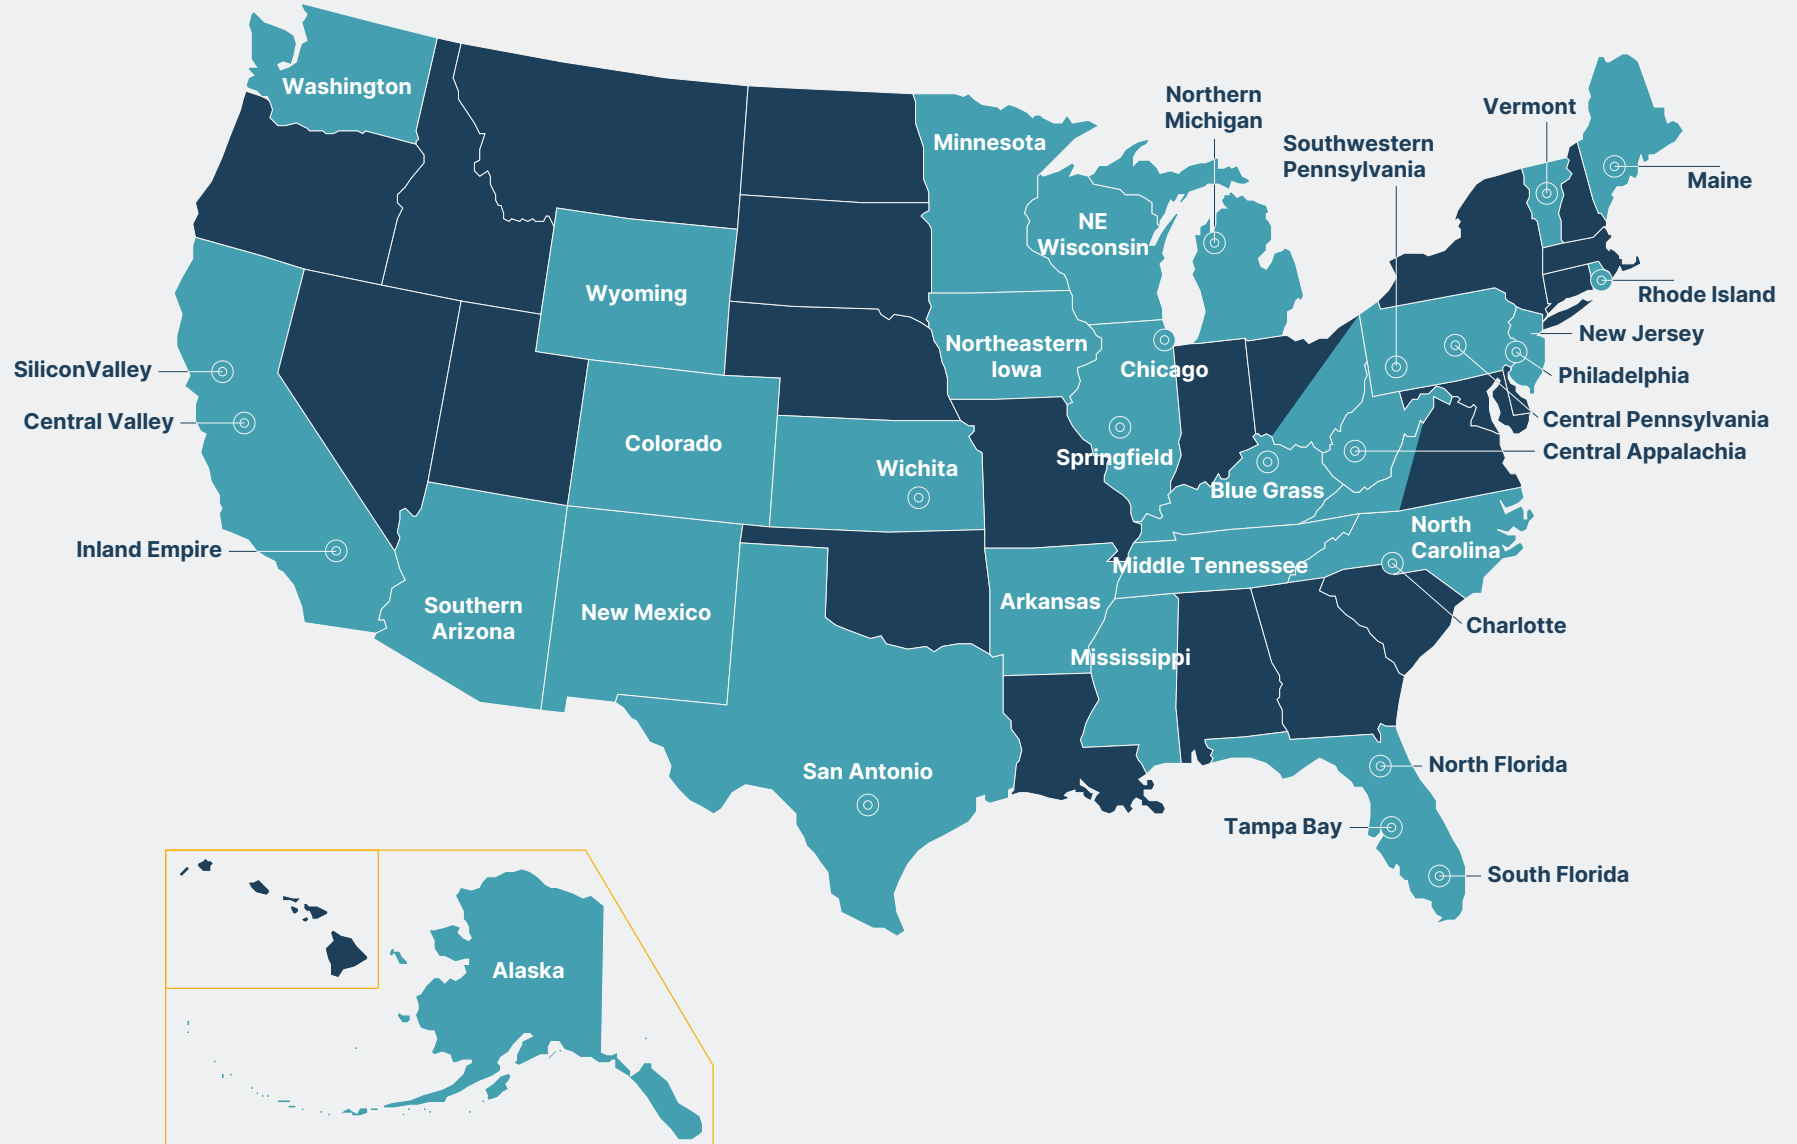 Washington
Northern
Michigan
Vermont
Minnesota
Southwestern
Pennsylvania
Maine
NE
Wisconsin
Wyoming
Rhode Island
New Jersey
Northeastern
Iowa
SiliconValley
Chicago
Philadelphia
Central Valley
Central Pennsylvania
Colorado
Central Appalachia
Wichita
Springfield
Blue Grass
North
Carolina
Inland Empire
Middle Tennessee
Southern
Arizona
New Mexico
Arkansas
Charlotte
Mississippi
San Antonio
North Florida
Tampa Bay
South Florida
Alaska